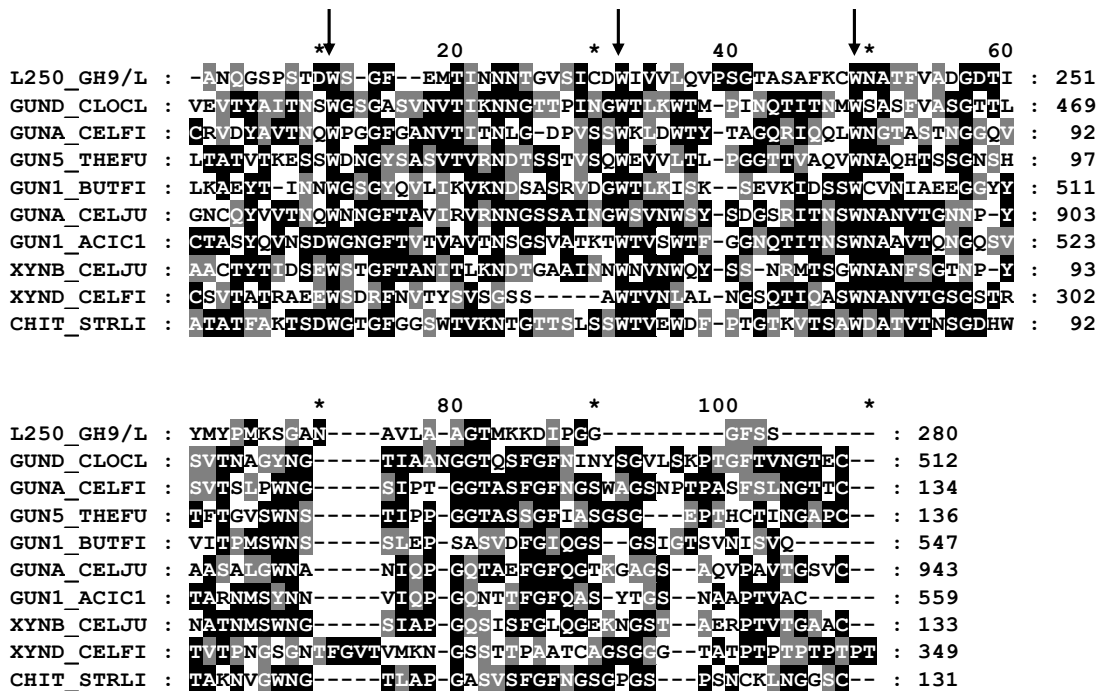 * 20 * 40 * 60
L250_GH9/L : -ANQGSPSTDWS-GF--EMTINNNTGVSICDWIVVLQVPSGTASAFKCWNATFVADGDTI : 251
GUND_CLOCL : VEVTYAITNSWGSGASVNVTIKNNGTTPINGWTLKWTM-PINQTITNMWSASFVASGTTL : 469
GUNA_CELFI : CRVDYAVTNQWPGGFGANVTITNLG-DPVSSWKLDWTY-TAGQRIQQLWNGTASTNGGQV : 92
GUN5_THEFU : LTATVTKESSWDNGYSASVTVRNDTSSTVSQWEVVLTL-PGGTTVAQVWNAQHTSSGNSH : 97
GUN1_BUTFI : LKAEYT-INNWGSGYQVLIKVKNDSASRVDGWTLKISK--SEVKIDSSWCVNIAEEGGYY : 511
GUNA_CELJU : GNCQYVVTNQWNNGFTAVIRVRNNGSSAINGWSVNWSY-SDGSRITNSWNANVTGNNP-Y : 903
GUN1_ACIC1 : CTASYQVNSDWGNGFTVTVAVTNSGSVATKTWTVSWTF-GGNQTITNSWNAAVTQNGQSV : 523
XYNB_CELJU : AACTYTIDSEWSTGFTANITLKNDTGAAINNWNVNWQY-SS-NRMTSGWNANFSGTNP-Y : 93
XYND_CELFI : CSVTATRAEEWSDRFNVTYSVSGSS-----AWTVNLAL-NGSQTIQASWNANVTGSGSTR : 302
CHIT_STRLI : ATATFAKTSDWGTGFGGSWTVKNTGTTSLSSWTVEWDF-PTGTKVTSAWDATVTNSGDHW : 92
* 80 * 100 *
L250_GH9/L : YMYPMKSGAN-----AVLA-AGTMKKDIPGG---------GFSS------- : 280
GUND_CLOCL : SVTNAGYNG-----TIAANGGTQSFGFNINYSGVLSKPTGFTVNGTEC-- : 512
GUNA_CELFI : SVTSLPWNG-----SIPT-GGTASFGFNGSWAGSNPTPASFSLNGTTC-- : 134
GUN5_THEFU : TFTGVSWNS-----TIPP-GGTASSGFIASGSG---EPTHCTINGAPC-- : 136
GUN1_BUTFI : VITPMSWNS-----SLEP-SASVDFGIQGS--GSIGTSVNISVQ------ : 547
GUNA_CELJU : AASALGWNA-----NIQP-GQTAEFGFQGTKGAGS--AQVPAVTGSVC-- : 943
GUN1_ACIC1 : TARNMSYNN-----VIQP-GQNTTFGFQAS-YTGS--NAAPTVAC----- : 559
XYNB_CELJU : NATNMSWNG-----SIAP-GQSISFGLQGEKNGST--AERPTVTGAAC-- : 133
XYND_CELFI : TVTPNGSGNTFGVTVMKN-GSSTTPAATCAGSGGG--TATPTPTPTPTPT : 349
CHIT_STRLI : TAKNVGWNG-----TLAP-GASVSFGFNGSGPGS---PSNCKLNGGSC-- : 131